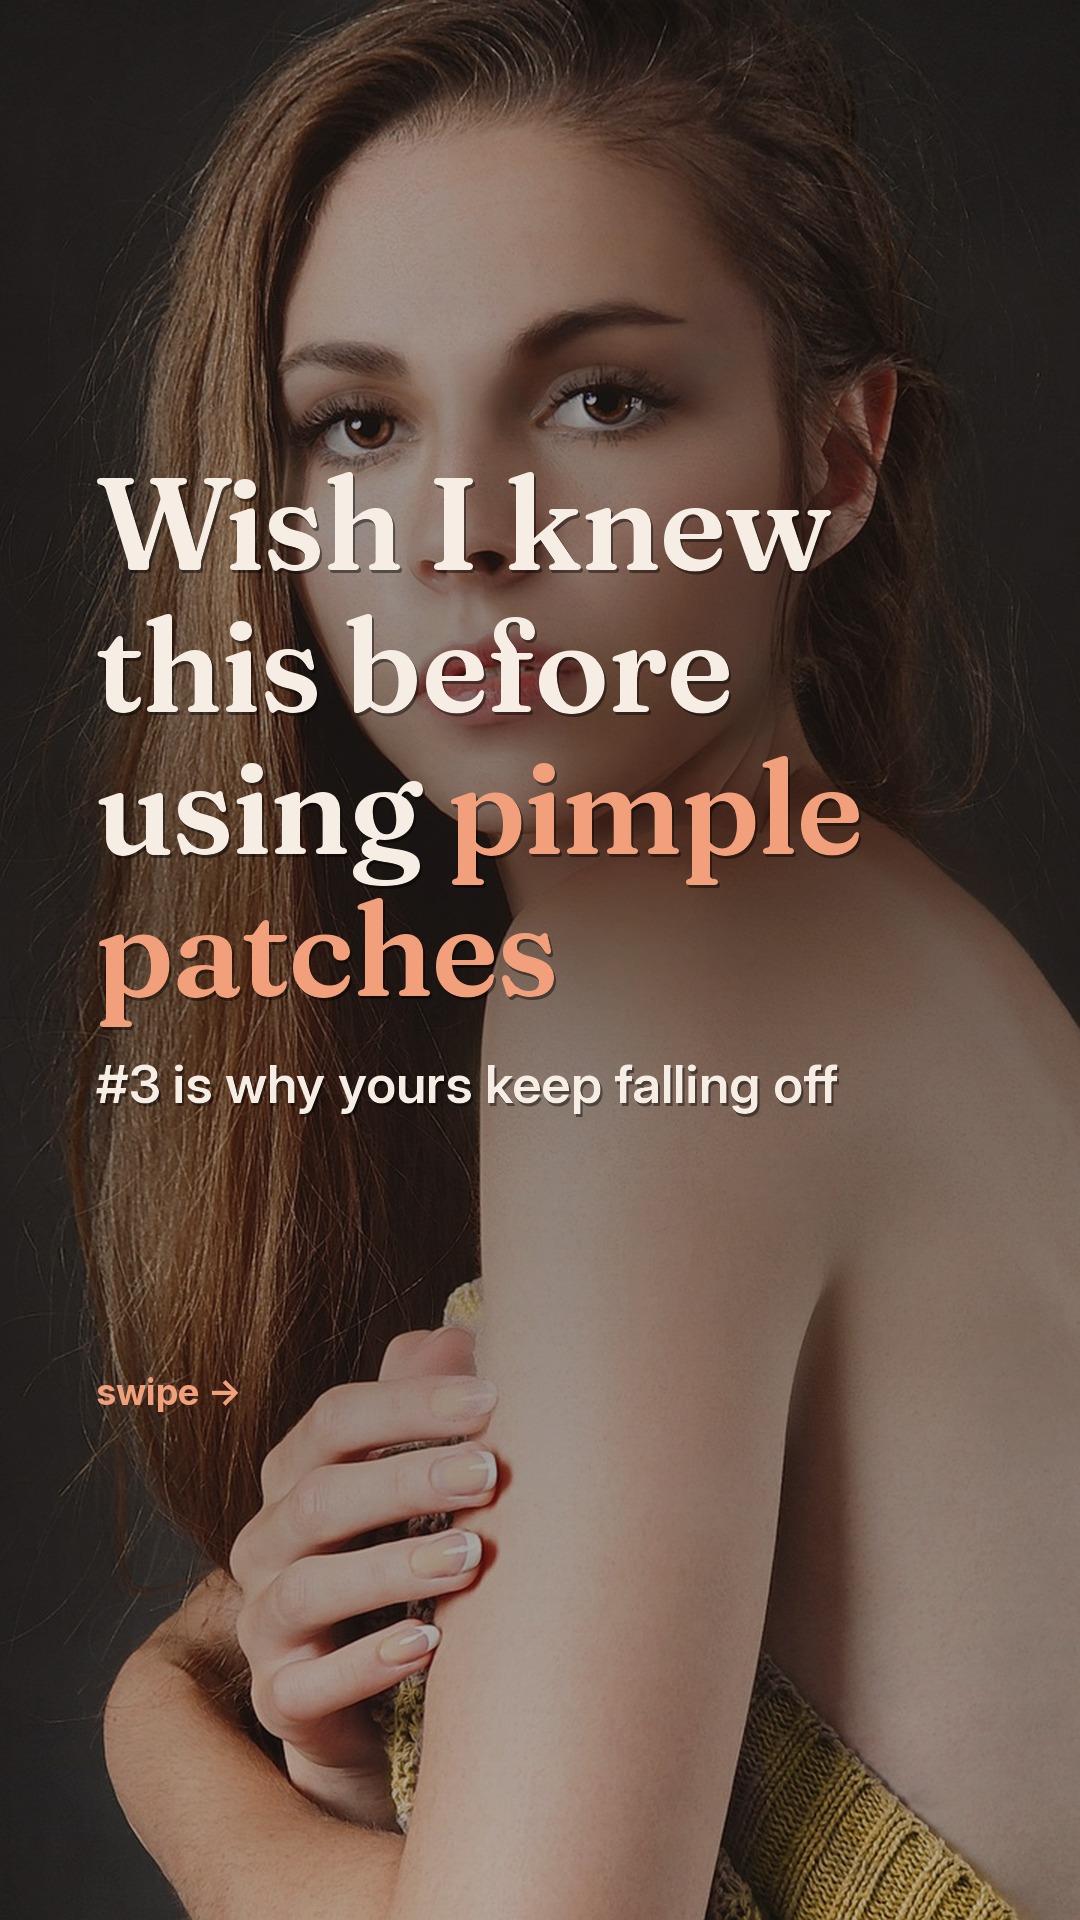 Wish I knew
this before
using pimple
patches
#3 is why yours keep falling off
swipe →